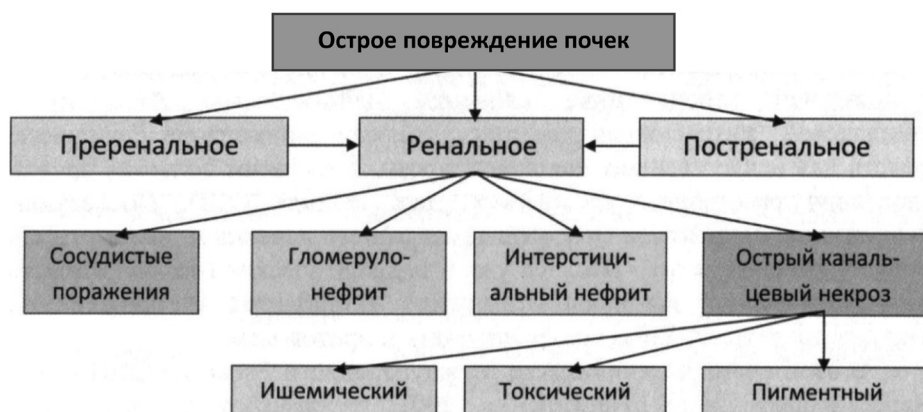 Острое повреждение почек
Преренальное
Ренальное
Постренальное
Сосудистые
поражения
Гломеруло-
нефрит
Интерстици-
альный нефрит
Острый каналь-
цевый некроз
Ишемический
Токсический
Пигментный